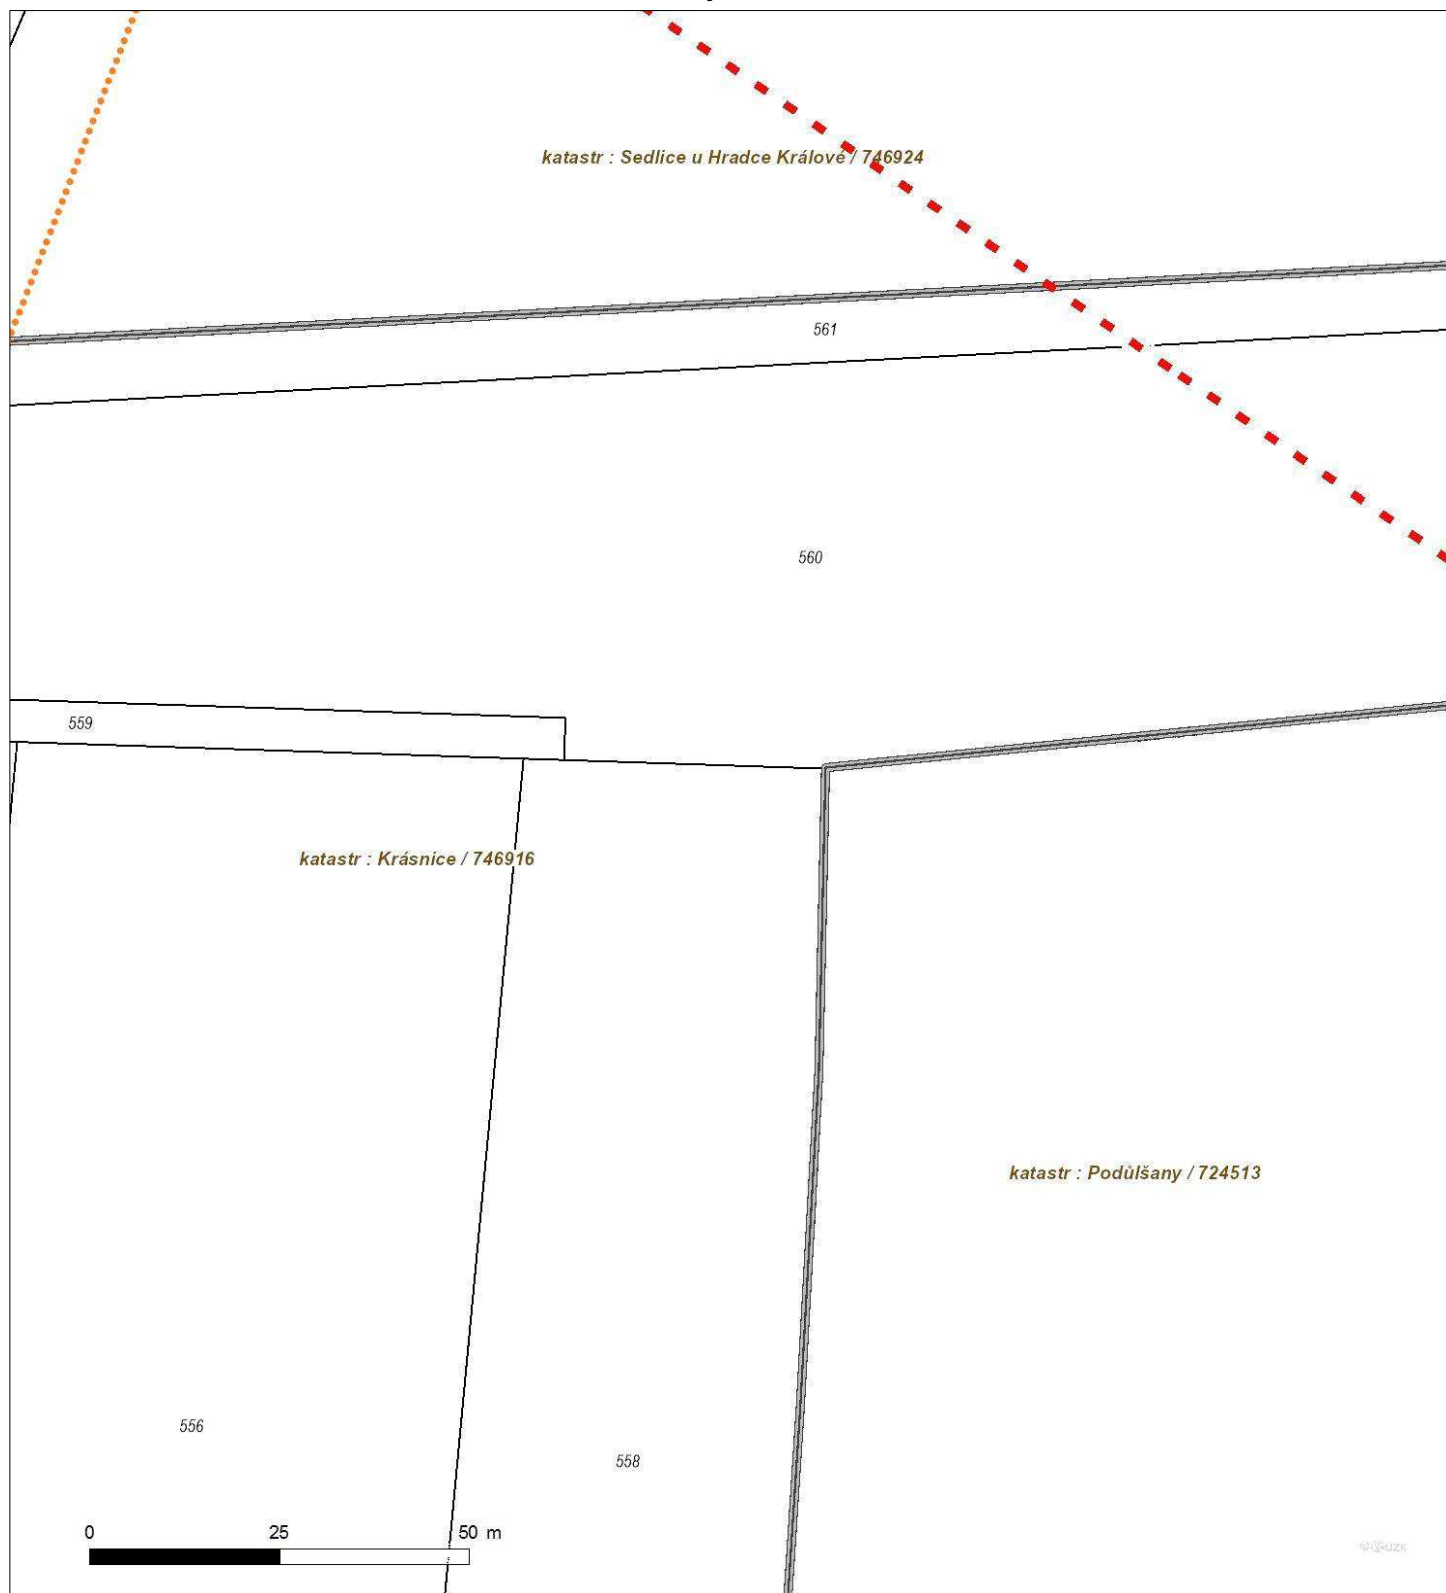 katastr : Sedlice u Hradce Králové / 746924
561
560
559
katastr : Krásnice / 746916
katastr : Podůlšany / 724513
556
558
0 25 50 m